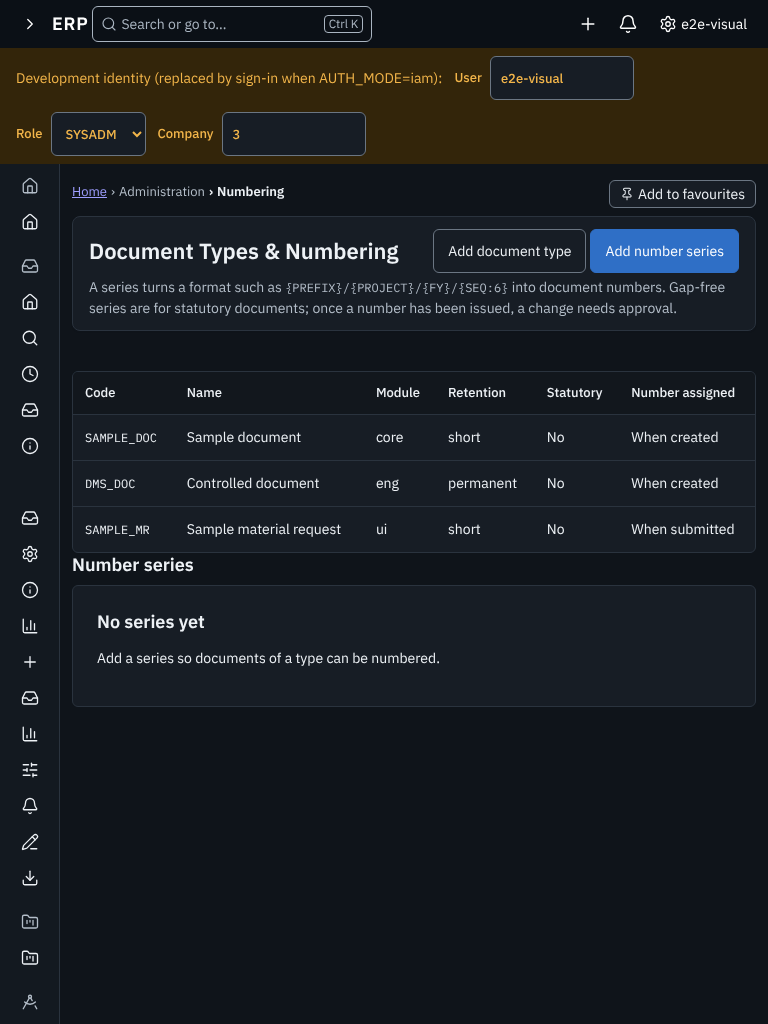 ERP Search or go to... Ctrl K e2e-visual
Development identity (replaced by sign-in when AUTH_MODE=iam): User e2e-visual
Role SYSADM Company 3
Home › Administration › Numbering Add to favourites
Document Types & Numbering Add document type Add number series
A series turns a format such as {PREFIX}/{PROJECT}/{FY}/{SEQ:6} into document numbers. Gap-free
series are for statutory documents; once a number has been issued, a change needs approval.
Code Name Module Retention Statutory Number assigned
SAMPLE_DOC Sample document core short No When created
DMS_DOC Controlled document eng permanent No When created
SAMPLE_MR Sample material request ui short No When submitted
Number series
No series yet
Add a series so documents of a type can be numbered.